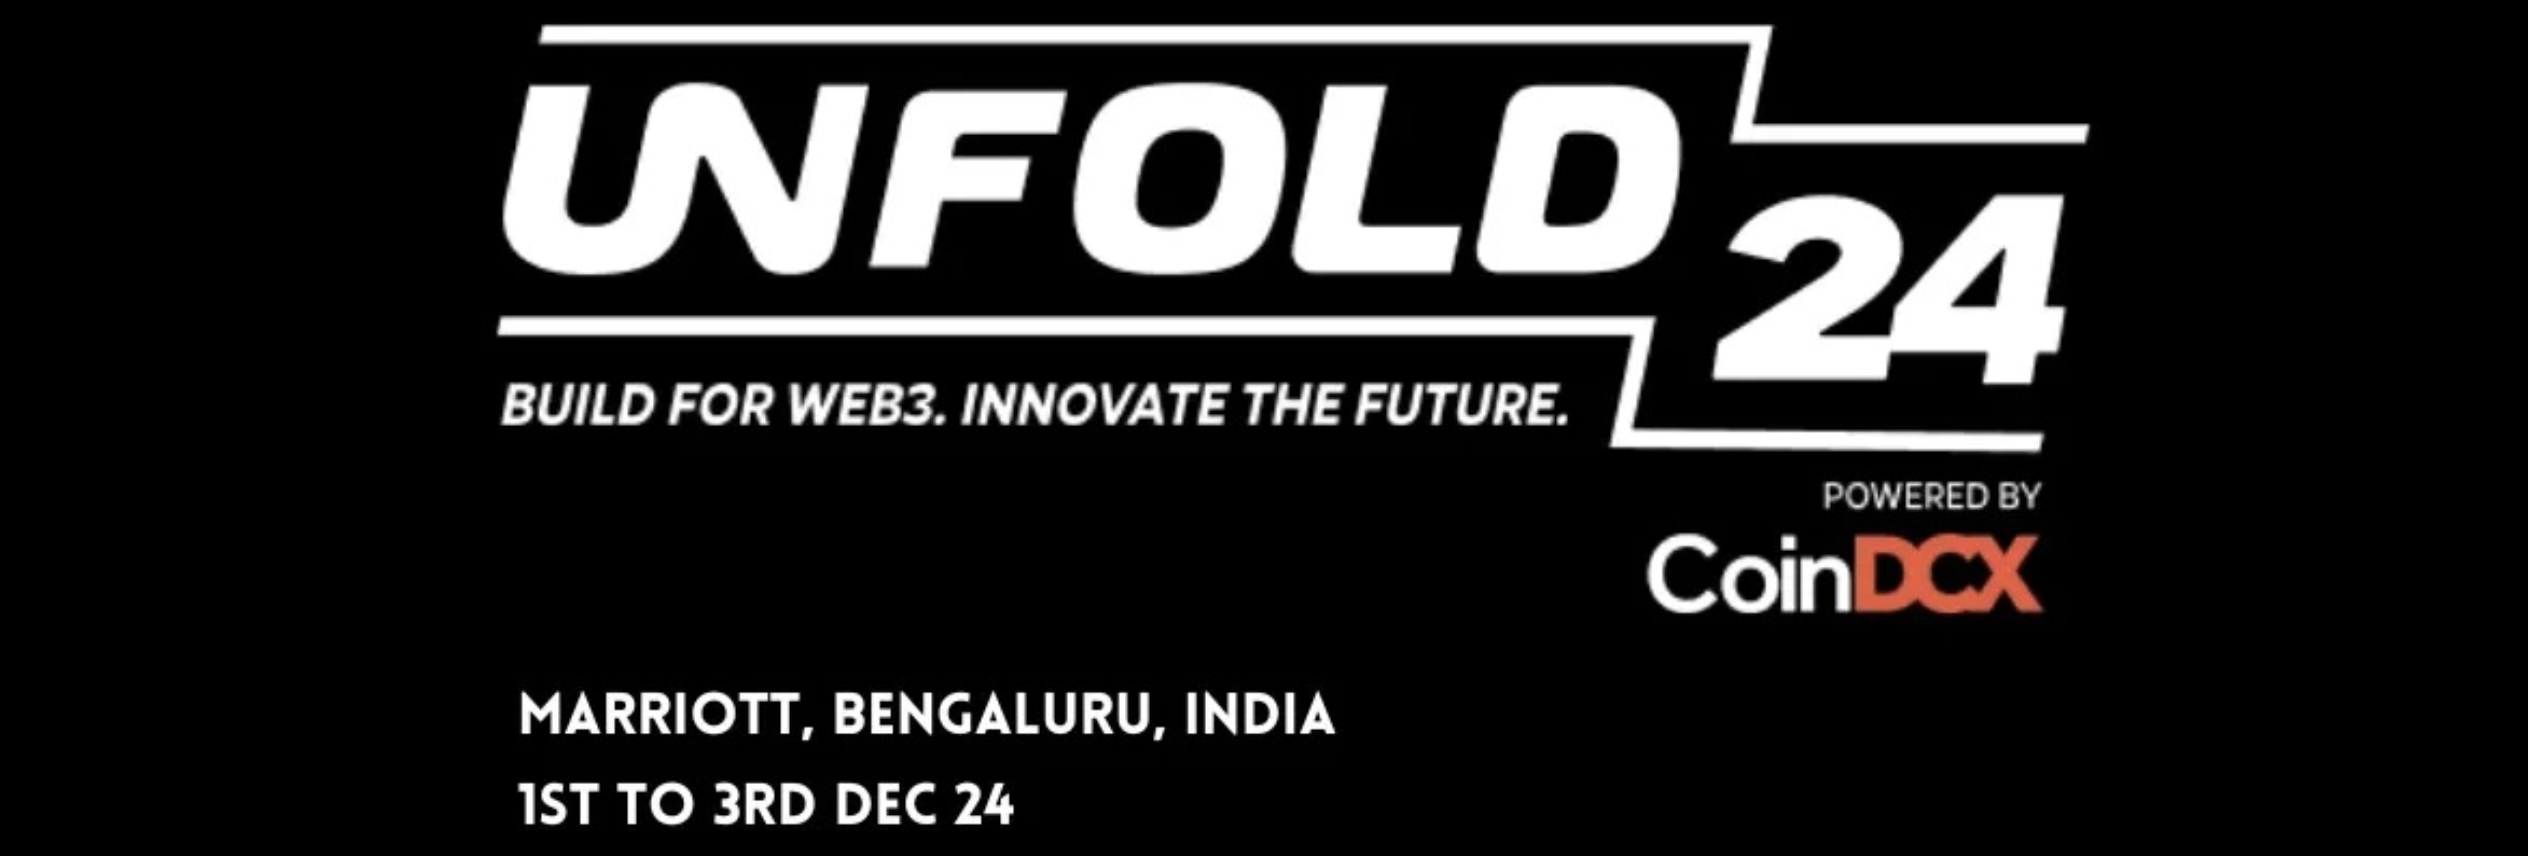 UNFOLD
24
BUILD FOR WEB3. INNOVATE THE FUTURE.
POWERED BY
CoinDCX
MARRIOTT, BENGALURU, INDIA
1ST TO 3RD DEC 24